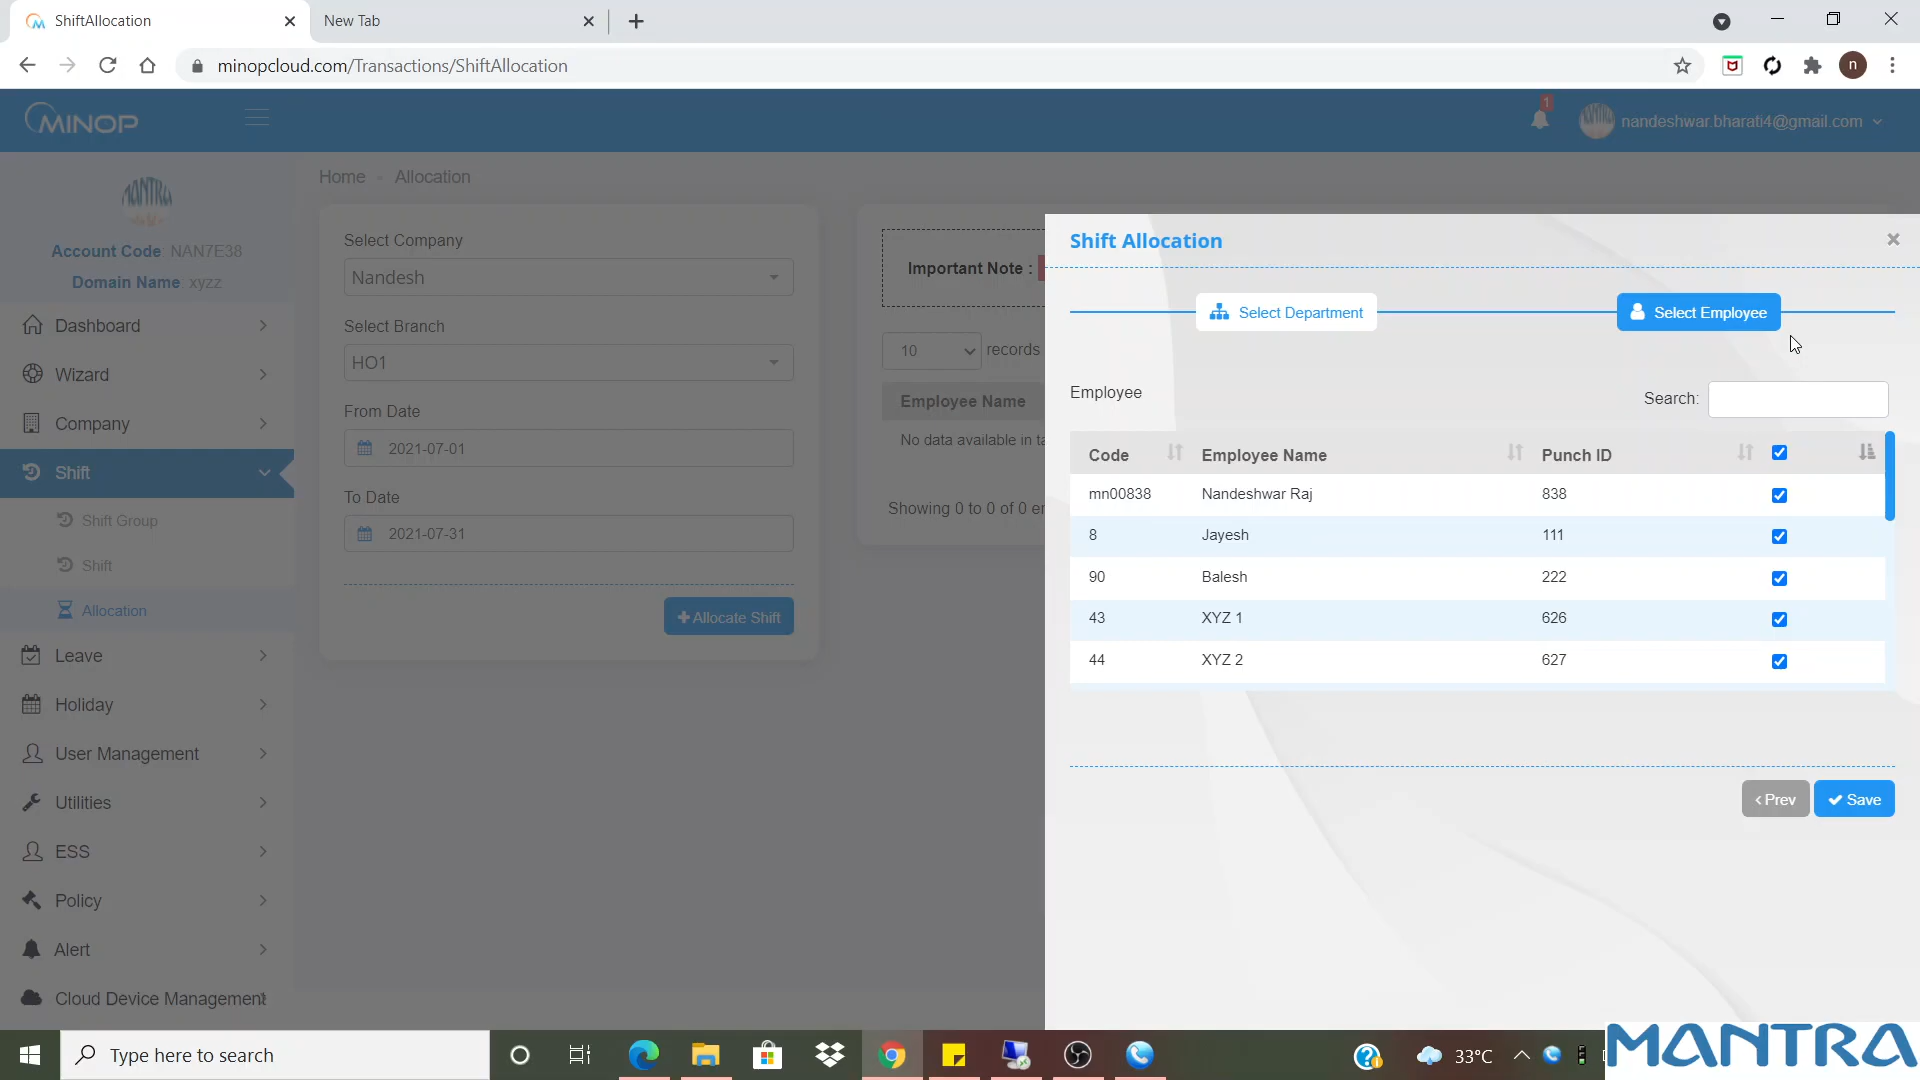 ShiftAllocation
New Tab
minopcloud.com/Transactions/ShiftAllocation
n
MINOP
1
nandeshwar.bharati4@gmail.com
MANTRA
Account Code NAN7E38
Domain Name xyzz
Dashboard
Wizard
Company
Shift
Shift Group
Shift
Allocation
Leave
Holiday
User Management
Utilities
ESS
Policy
Alert
Cloud Device Management
Home - Allocation
Select Company
Nandesh
Select Branch
HO1
From Date
2021-07-01
To Date
2021-07-31
+Allocate Shift
Important Note :
10 records
Employee Name
No data available in ta
Showing 0 to 0 of 0 en
Shift Allocation
×
Select Department
Select Employee
Employee
Search:
Code Employee Name Punch ID
mn00838 Nandeshwar Raj 838
8 Jayesh 111
90 Balesh 222
43 XYZ 1 626
44 XYZ 2 627
Prev
Save
Type here to search
33°C
MANTRA